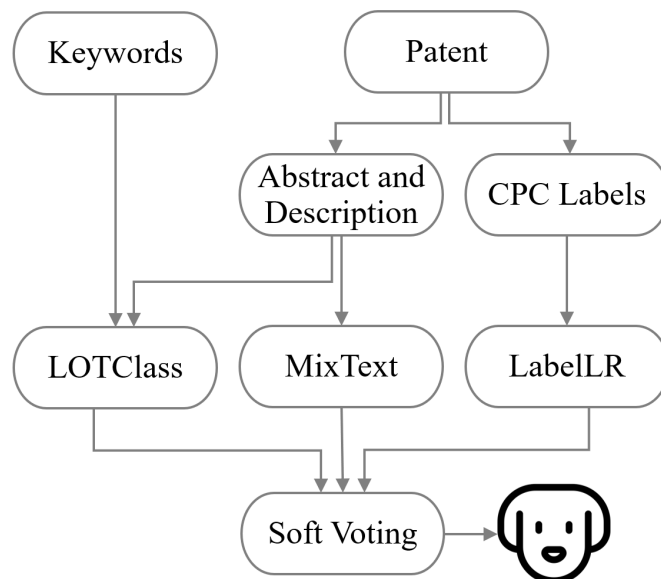 Keywords
Patent
Abstract and
Description
CPC Labels
LOTClass
MixText
LabelLR
Soft Voting